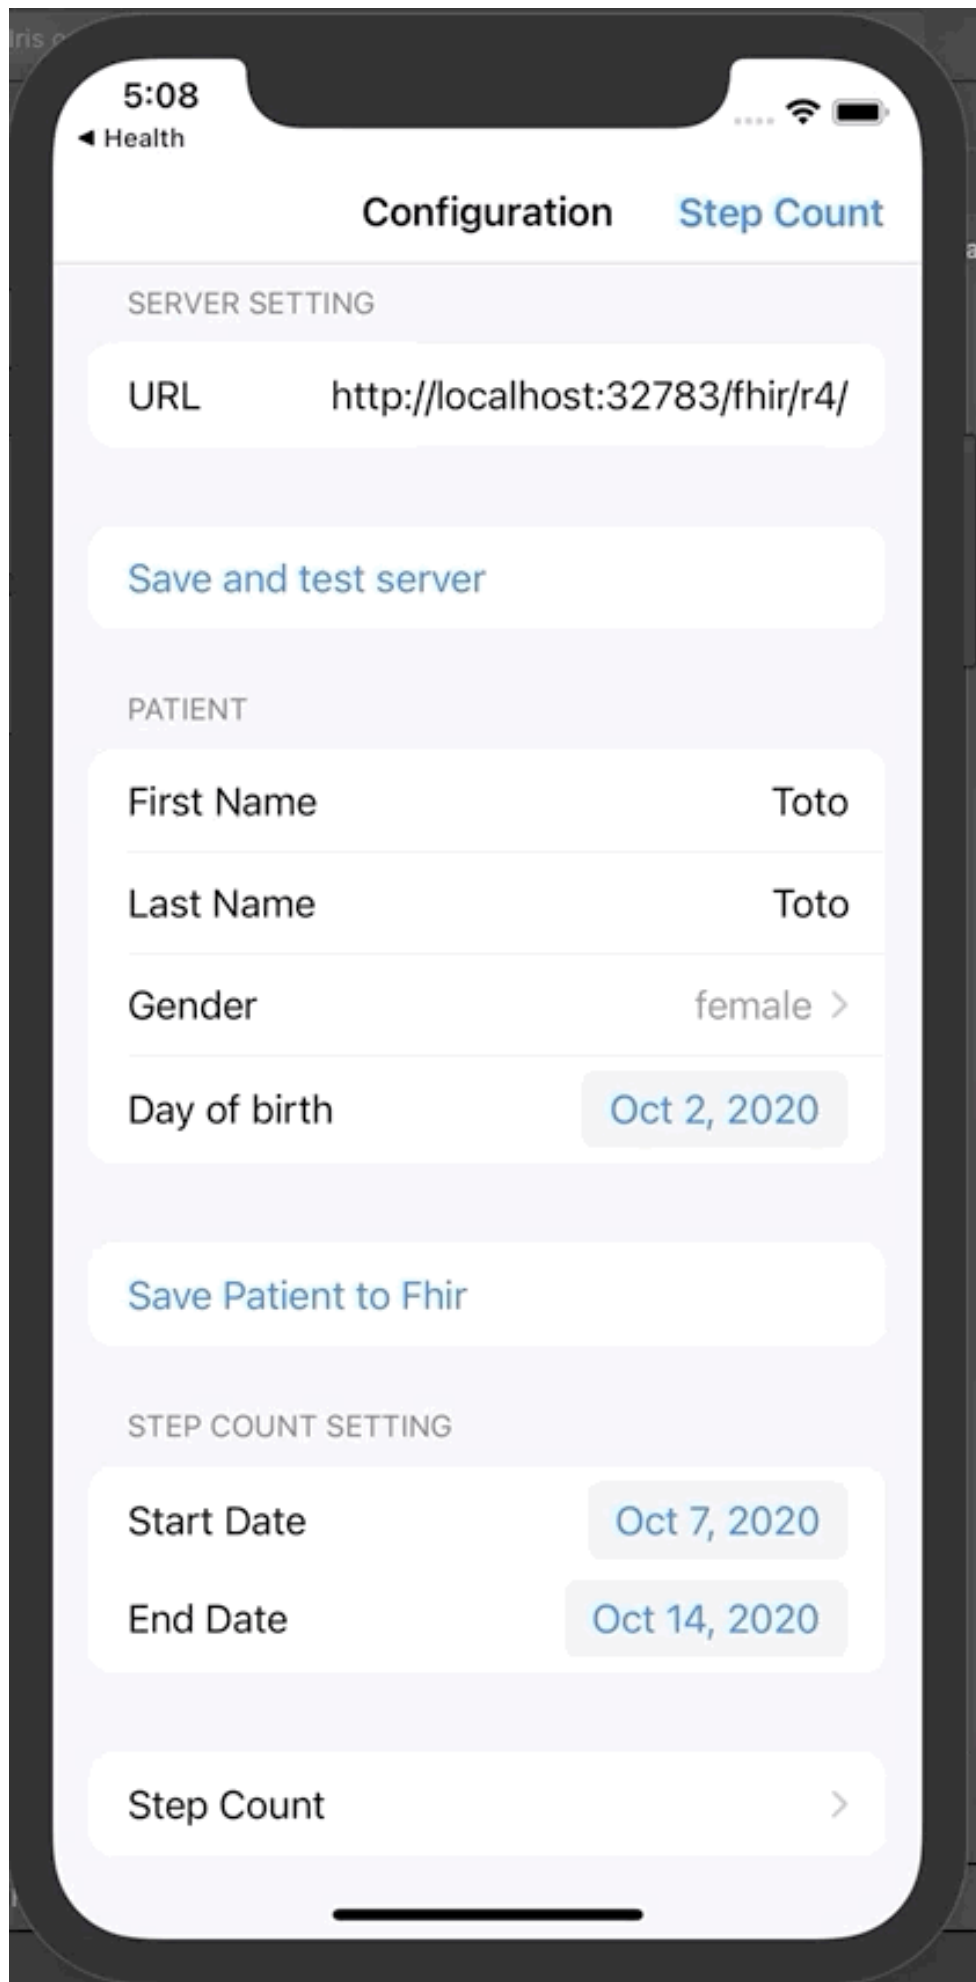 5:08
◀ Health
Configuration Step Count
SERVER SETTING
URL http://localhost:32783/fhir/r4/
Save and test server
PATIENT
First Name Toto
Last Name Toto
Gender female
Day of birth Oct 2, 2020
Save Patient to Fhir
STEP COUNT SETTING
Start Date Oct 7, 2020
End Date Oct 14, 2020
Step Count